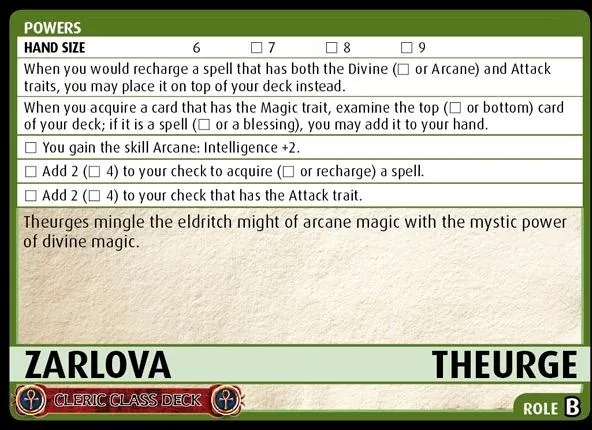 POWERS
HAND SIZE 6 □ 7 □ 8 □ 9
When you would recharge a spell that has both the Divine (□ or Arcane) and Attack
traits, you may place it on top of your deck instead.
When you acquire a card that has the Magic trait, examine the top (□ or bottom) card
of your deck; if it is a spell (□ or a blessing), you may add it to your hand.
□ You gain the skill Arcane: Intelligence +2.
□ Add 2 (□ 4) to your check to acquire (□ or recharge) a spell.
□ Add 2 (□ 4) to your check that has the Attack trait.
Theurges mingle the eldritch might of arcane magic with the mystic power
of divine magic.
ZARLOVA THEURGE
CLERIC CLASS DECK
ROLE B